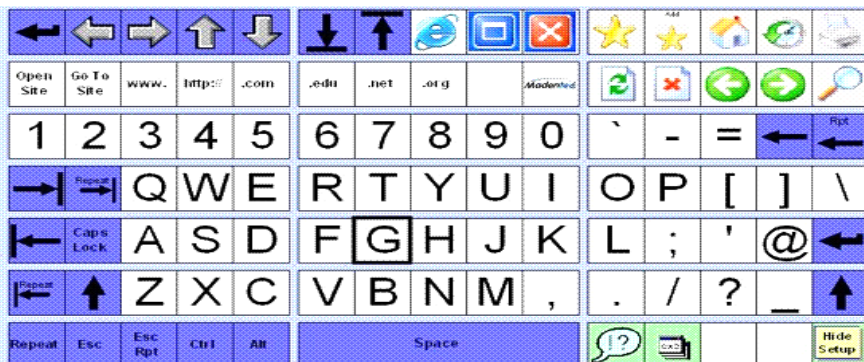 Add
Open Site Go To Site www. http:// .com .edu .net .org Madentec
1 2 3 4 5 6 7 8 9 0 ` - = Rpt
Repeat Q W E R T Y U I O P [ ] \
Caps Lock A S D F G H J K L ; ' @
Repeat Z X C V B N M , . / ? _
Repeat Esc Esc Rpt Ctrl Alt Space !? Hide Setup